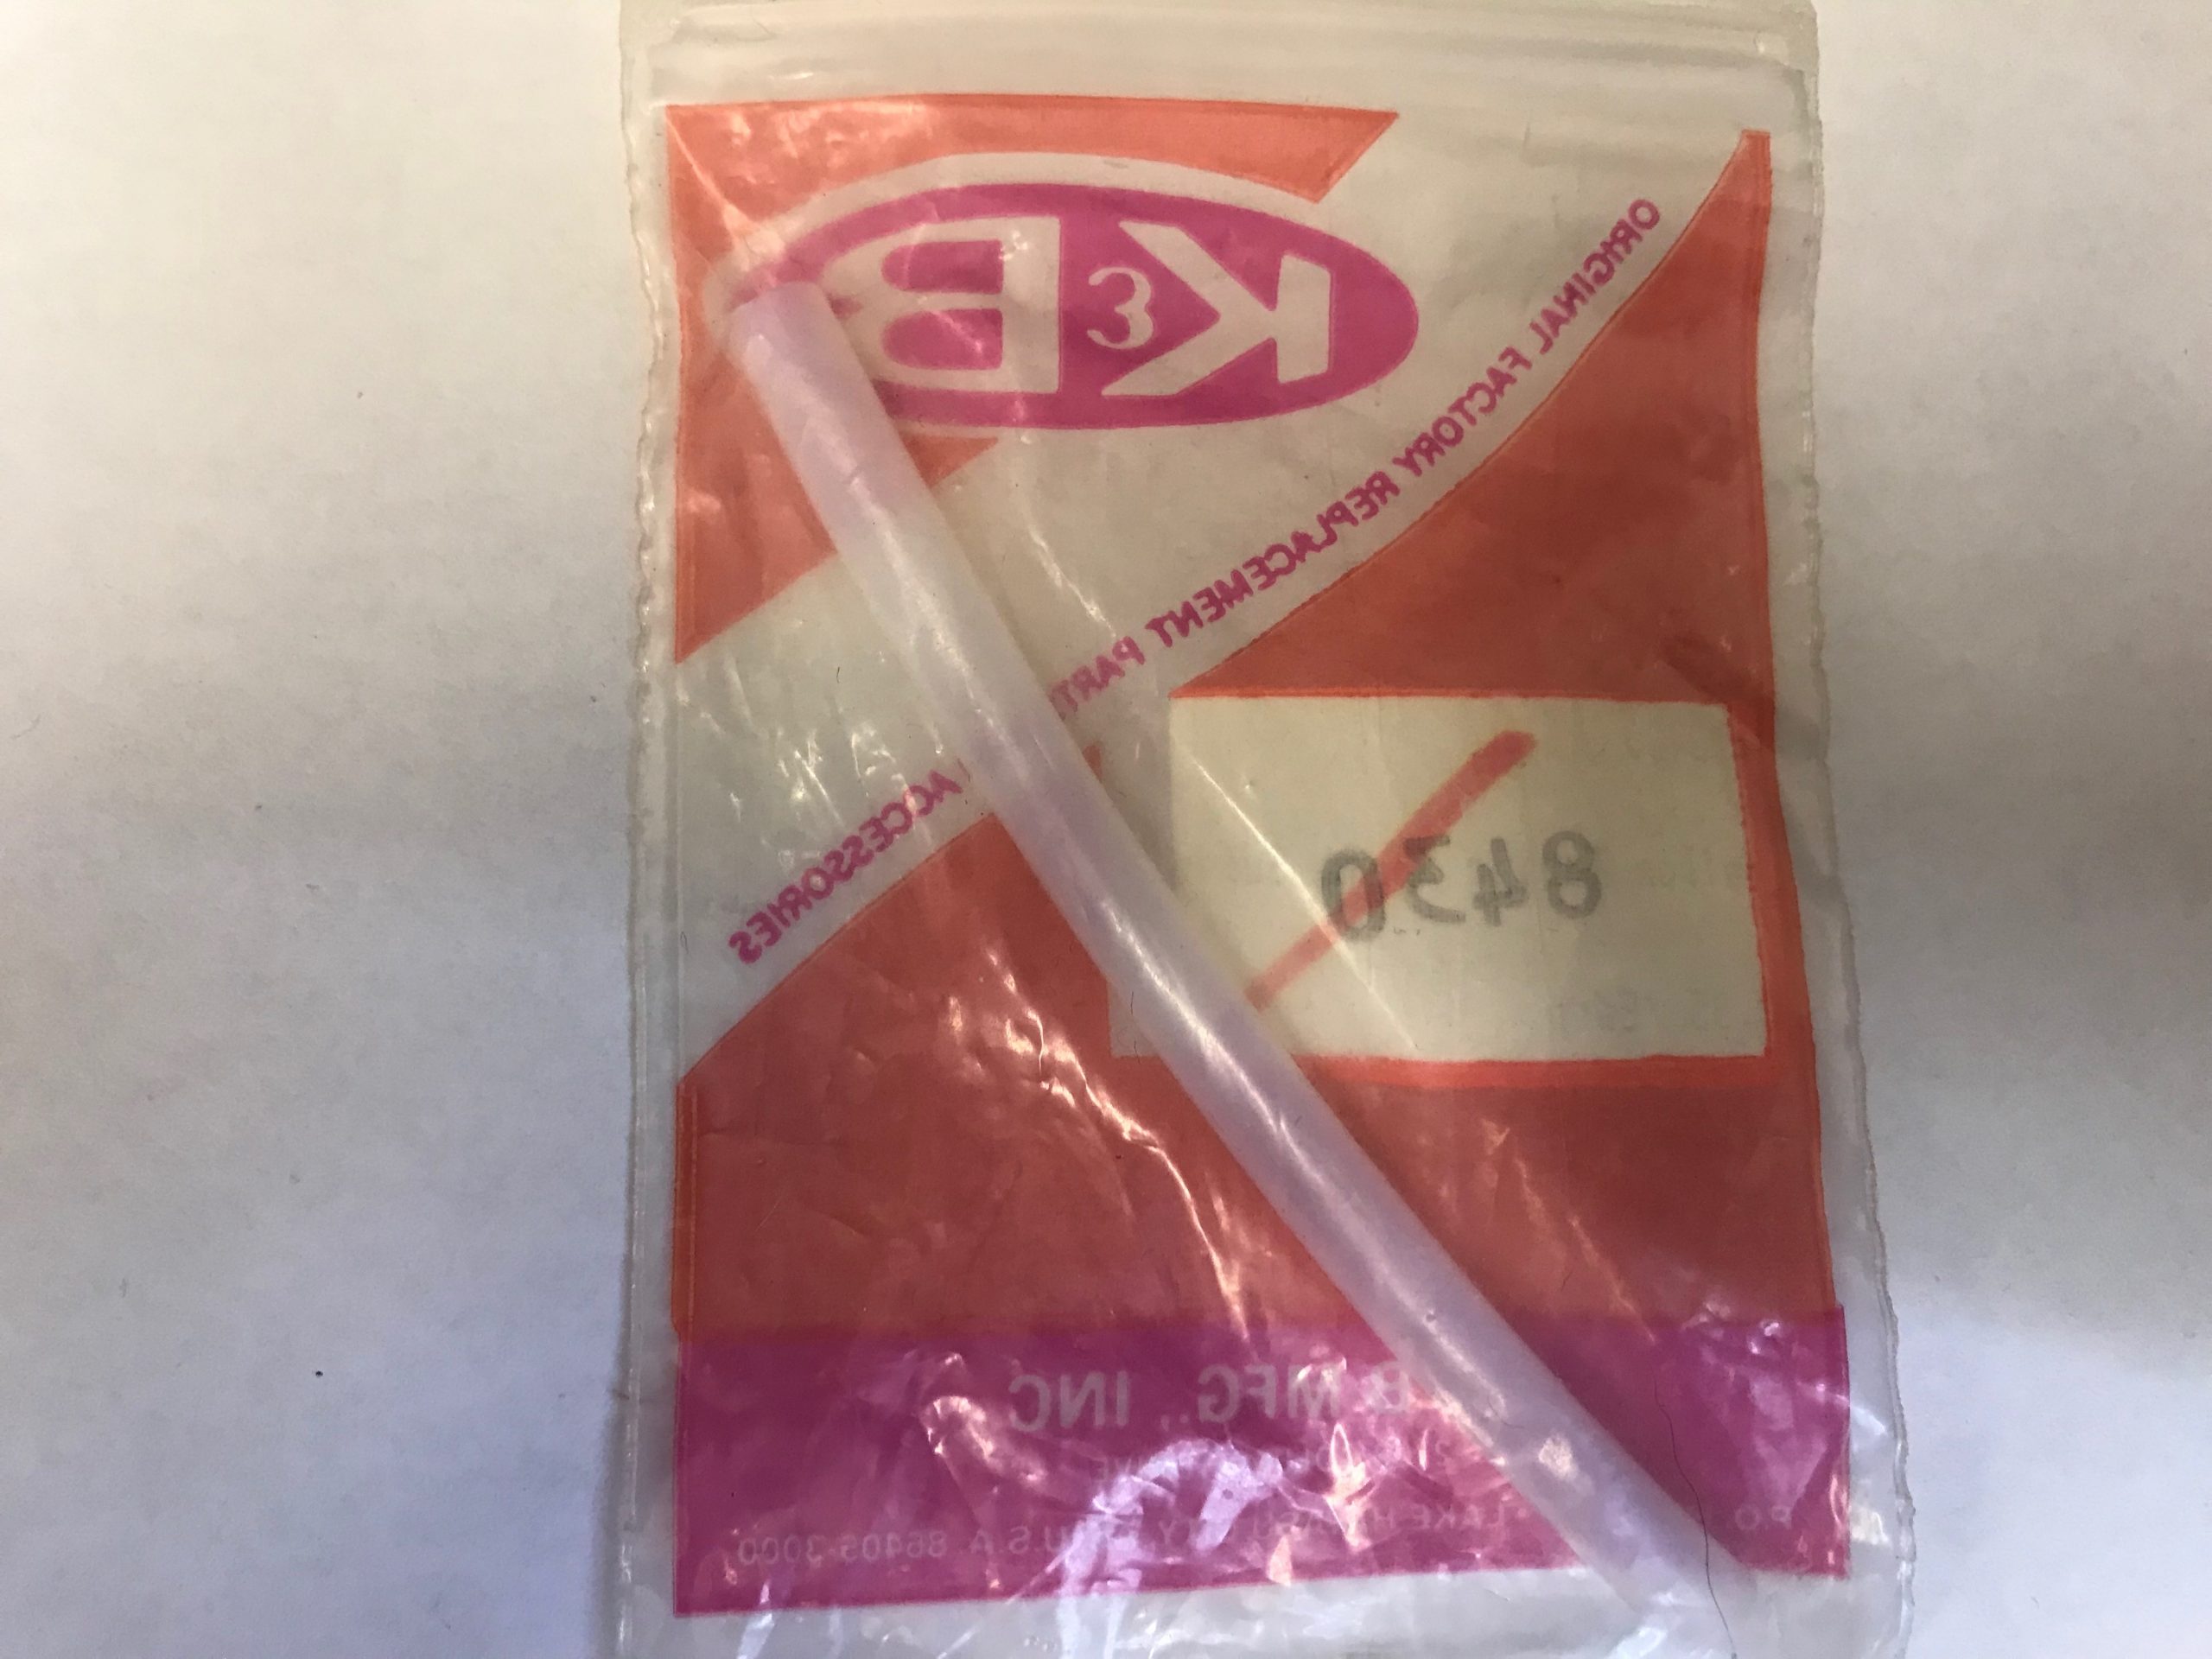 K&B
ORIGINAL FACTORY REPLACEMENT PARTS ACCESSORIES
8430
B MFG., INC
LAKE HAVASU CITY, U.S.A. 86405-3000